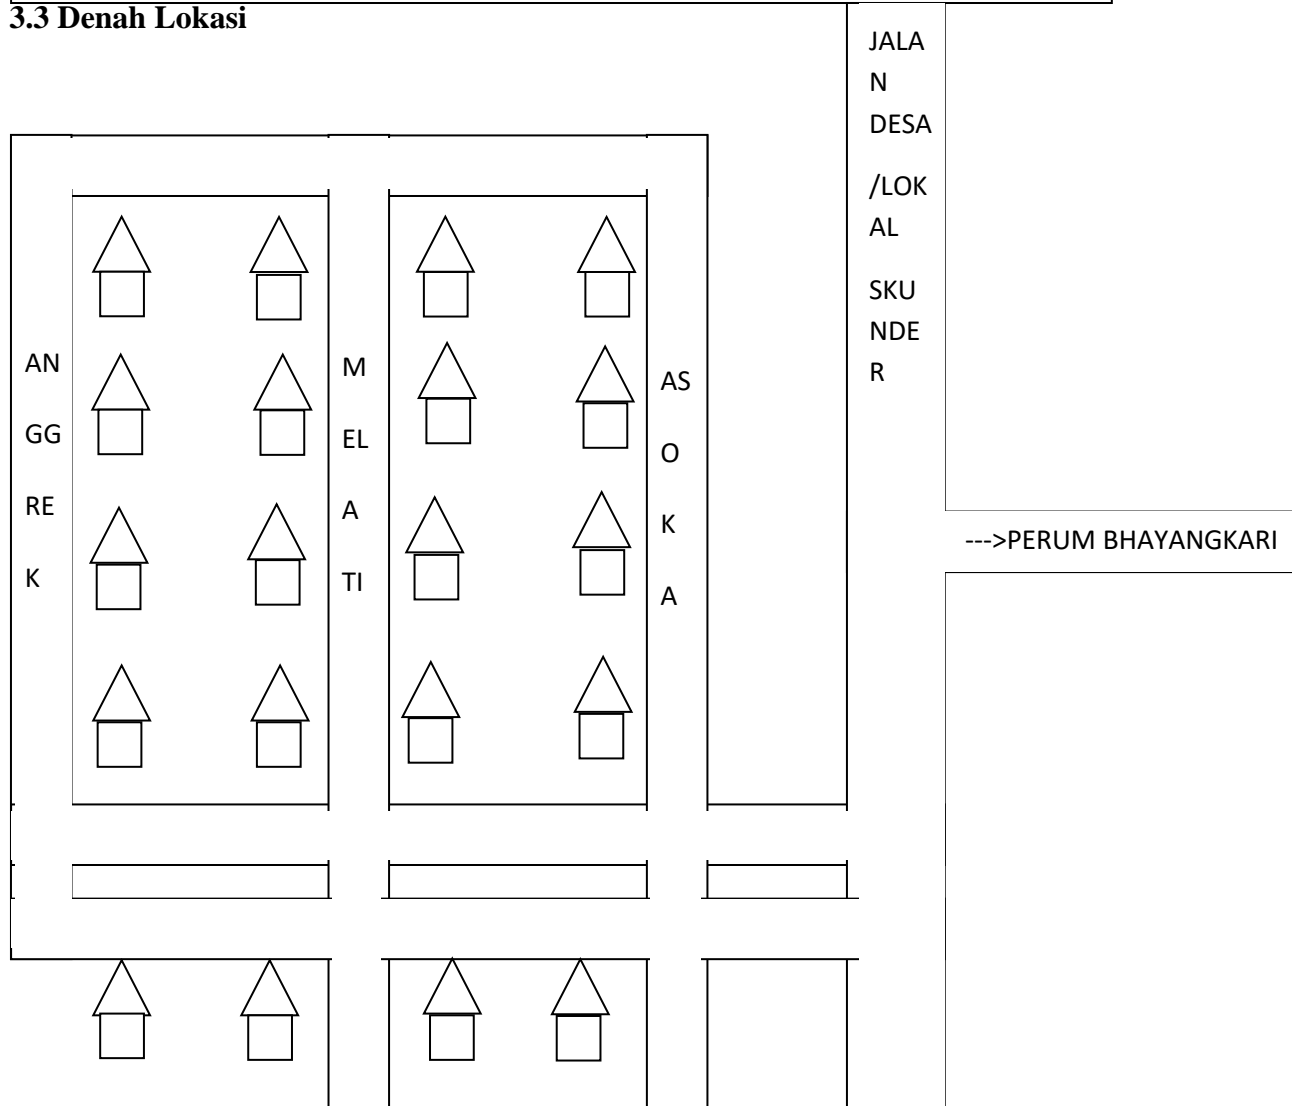 3.3 Denah Lokasi
JALA
N
DESA
/LOK
AL
SKU
NDE
R
AN
GG
RE
K
M
EL
A
TI
AS
O
K
A
--->PERUM BHAYANGKARI